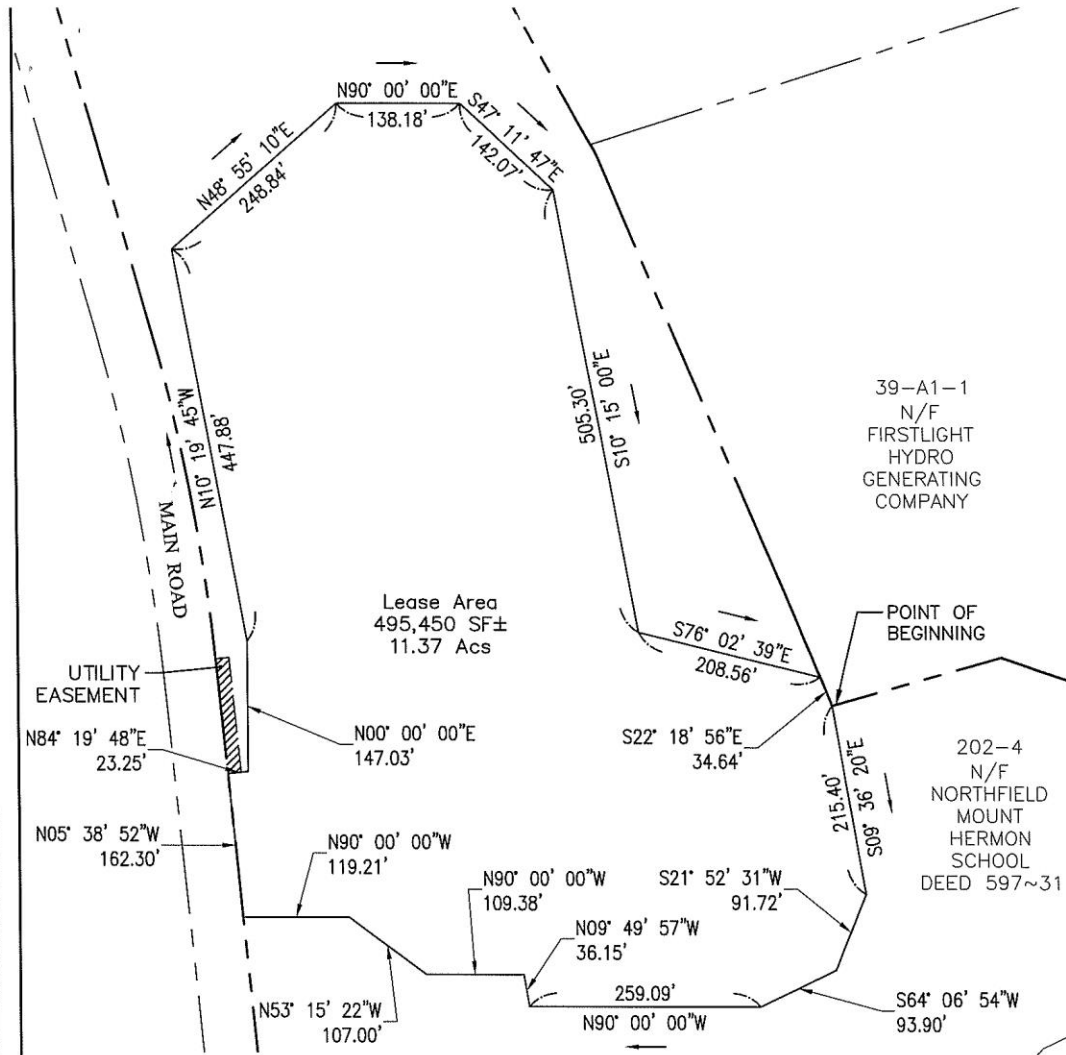 N90° 00' 00"E
138.18'
S47° 11' 47"E
142.07'
N48° 55' 10"E
248.84'
N10° 19' 45"W
447.88'
MAIN ROAD
S10° 15' 00"E
505.30'
39-A1-1
N/F
FIRSTLIGHT
HYDRO
GENERATING
COMPANY
Lease Area
495,450 SF±
11.37 Acs
S76° 02' 39"E
208.56'
POINT OF
BEGINNING
UTILITY
EASEMENT
N84° 19' 48"E
23.25'
N00° 00' 00"E
147.03'
S22° 18' 56"E
34.64'
S09° 36' 20"E
215.40'
202-4
N/F
NORTHFIELD
MOUNT
HERMON
SCHOOL
DEED 597~31
N05° 38' 52"W
162.30'
N90° 00' 00"W
119.21'
N90° 00' 00"W
109.38'
S21° 52' 31"W
91.72'
N09° 49' 57"W
36.15'
N53° 15' 22"W
107.00'
259.09'
N90° 00' 00"W
S64° 06' 54"W
93.90'